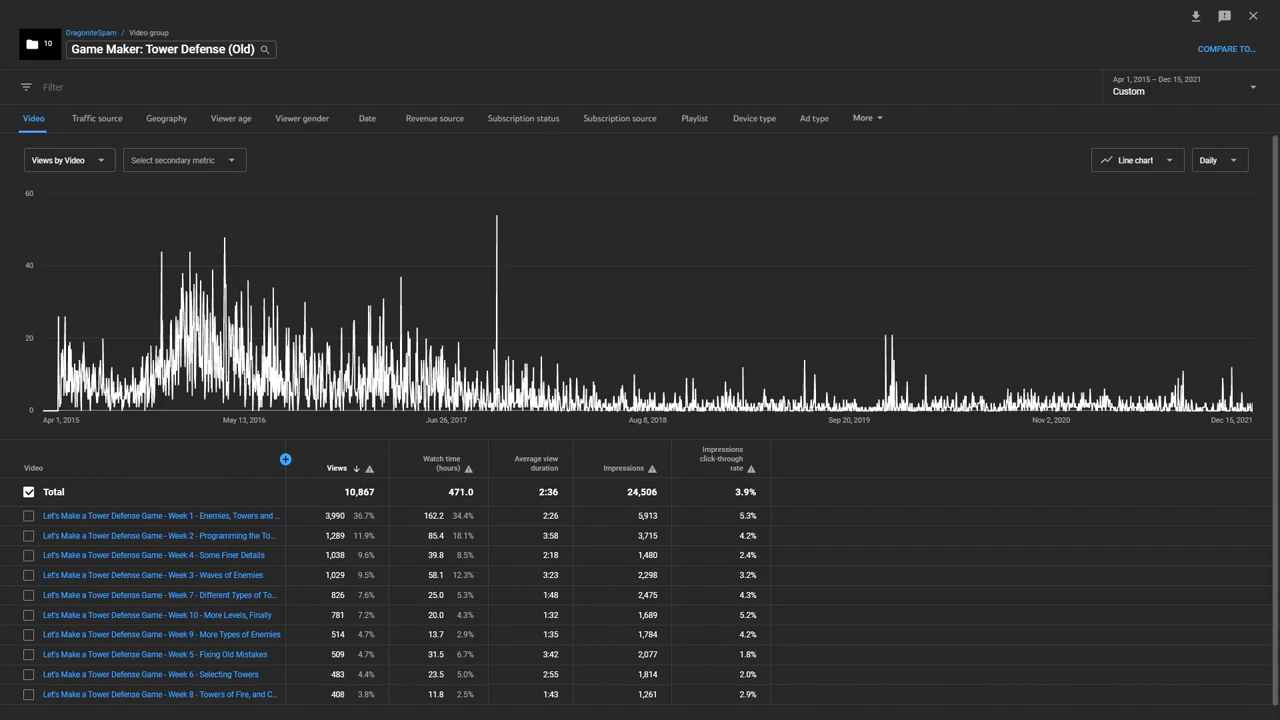 10
DragoniteSpam / Video group
Game Maker: Tower Defense (Old)
COMPARE TO...
Filter
Apr 1, 2015 – Dec 15, 2021
Custom
Video Traffic source Geography Viewer age Viewer gender Date Revenue source Subscription status Subscription source Playlist Device type Ad type More
Views by Video Select secondary metric Line chart Daily
60
40
20
0
Apr 1, 2015 May 13, 2016 Jun 26, 2017 Aug 8, 2018 Sep 20, 2019 Nov 2, 2020 Dec 15, 2021
Video Views Watch time (hours) Average view duration Impressions Impressions click-through rate
Total 10,867 471.0 2:36 24,506 3.9%
Let's Make a Tower Defense Game - Week 1 - Enemies, Towers and ... 3,990 36.7% 162.2 34.4% 2:26 5,913 5.3%
Let's Make a Tower Defense Game - Week 2 - Programming the To... 1,289 11.9% 85.4 18.1% 3:58 3,715 4.2%
Let's Make a Tower Defense Game - Week 4 - Some Finer Details 1,038 9.6% 39.8 8.5% 2:18 1,480 2.4%
Let's Make a Tower Defense Game - Week 3 - Waves of Enemies 1,029 9.5% 58.1 12.3% 3:23 2,298 3.2%
Let's Make a Tower Defense Game - Week 7 - Different Types of To... 826 7.6% 25.0 5.3% 1:48 2,475 4.3%
Let's Make a Tower Defense Game - Week 10 - More Levels, Finally 781 7.2% 20.0 4.3% 1:32 1,689 5.2%
Let's Make a Tower Defense Game - Week 9 - More Types of Enemies 514 4.7% 13.7 2.9% 1:35 1,784 4.2%
Let's Make a Tower Defense Game - Week 5 - Fixing Old Mistakes 509 4.7% 31.5 6.7% 3:42 2,077 1.8%
Let's Make a Tower Defense Game - Week 6 - Selecting Towers 483 4.4% 23.5 5.0% 2:55 1,814 2.0%
Let's Make a Tower Defense Game - Week 8 - Towers of Fire, and C... 408 3.8% 11.8 2.5% 1:43 1,261 2.9%